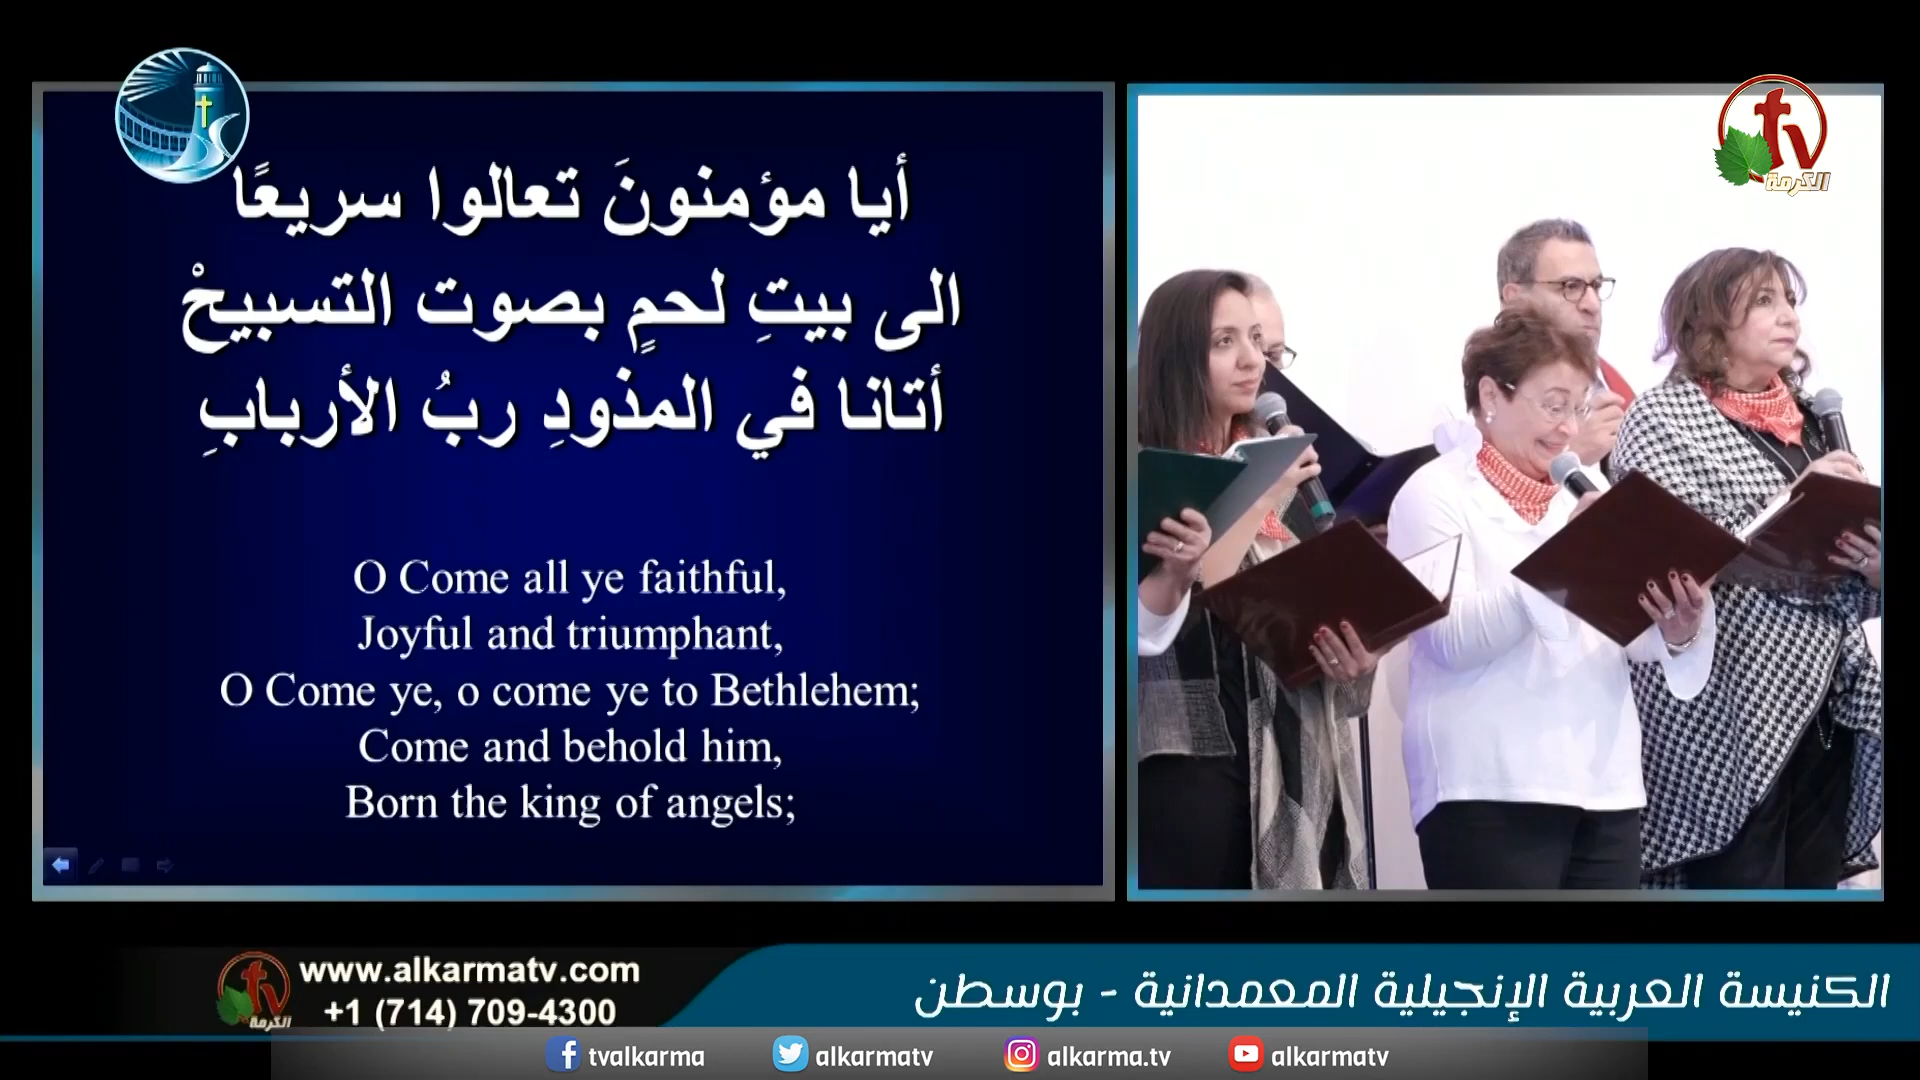 أيا مؤمنونَ تعالوا سريعًا
الى بيتِ لحمٍ بصوت التسبيحْ
أتانا في المذودِ ربُ الأربابِ
O Come all ye faithful,
Joyful and triumphant,
O Come ye, o come ye to Bethlehem;
Come and behold him,
Born the king of angels;
tv
الكرمة
الكنيسة العربية الإنجيلية المعمدانية - بوسطن
tv
الكرمة
www.alkarmatv.com
+1 (714) 709-4300
tvalkarma
alkarmatv
alkarma.tv
alkarmatv